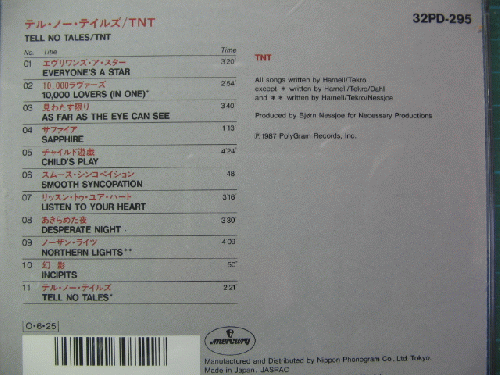 テル・ノー・テイルズ/TNT
TELL NO TALES/TNT
32PD-295
No. Title Time
01 エヴリワンズ・ア・スター 3'20"
EVERYONE'S A STAR
02 10,000ラヴァーズ 2'54"
10,000 LOVERS (IN ONE)*
03 見わたす限り 3'40"
AS FAR AS THE EYE CAN SEE
04 サファイア 1'13"
SAPPHIRE
05 チャイルド遊戯 4'24"
CHILD'S PLAY
06 スムース・シンコペイション 48"
SMOOTH SYNCOPATION
07 リッスン・トゥ・ユア・ハート 3'16"
LISTEN TO YOUR HEART
08 あきらめた夜 3'30"
DESPERATE NIGHT
09 ノーザン・ライツ
NORTHERN LIGHTS**
10 幻影
INCIPITS
11 テル・ノー・テイルズ
TELL NO TALES*
TNT
All songs written by Harnell/Tekro
except * written by Harnell/Tekro/Dahl
and ** written by Harnell/Tekro/Nessjoe
Produced by Bjørn Nessjoe for Necessary Productions
℗ 1987 PolyGram Records, Inc.
O・6・25
mercury
Manufactured and Distributed by Nippon Phonogram Co., Ltd Tokyo.
Made in Japan. JASRAC